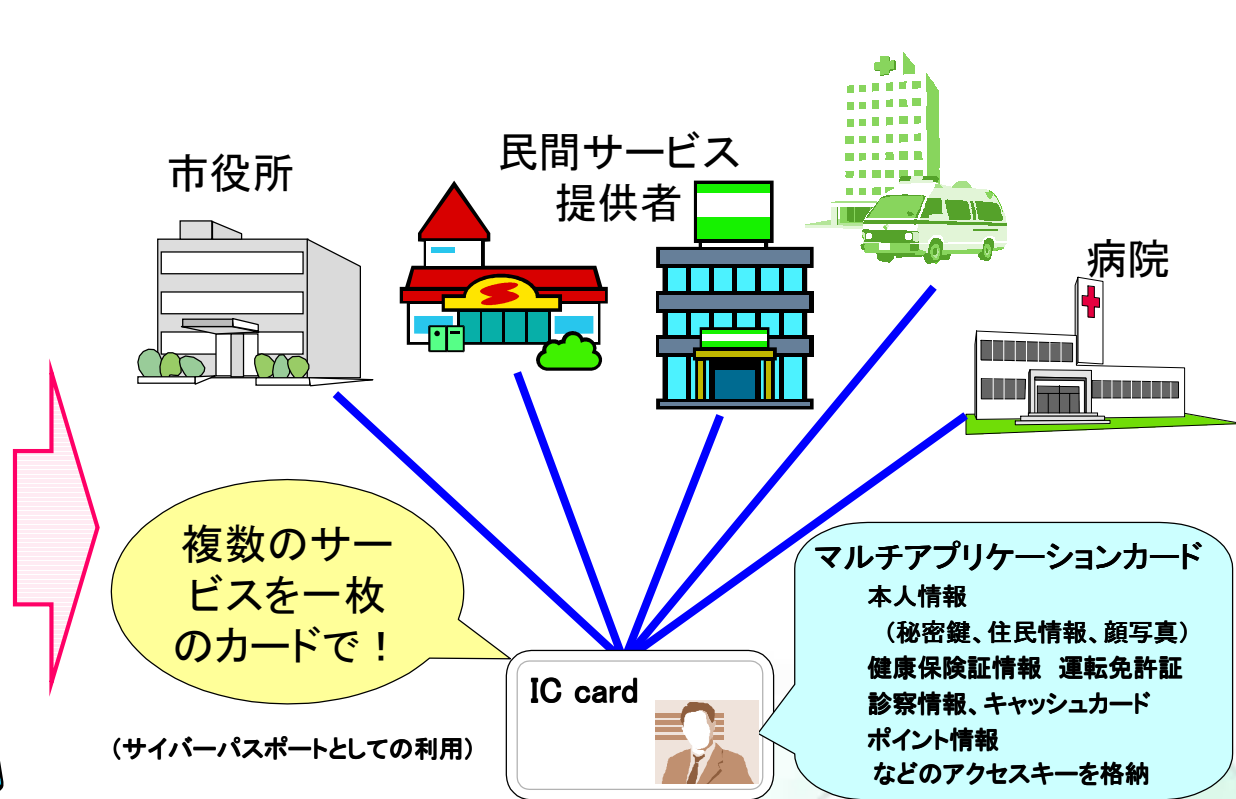 市役所
民間サービス
提供者
病院
複数のサー
ビスを一枚
のカードで！
(サイバーパスポートとしての利用)
IC card
マルチアプリケーションカード
本人情報
(秘密鍵、住民情報、顔写真)
健康保険証情報　運転免許証
診察情報、キャッシュカード
ポイント情報
などのアクセスキーを格納